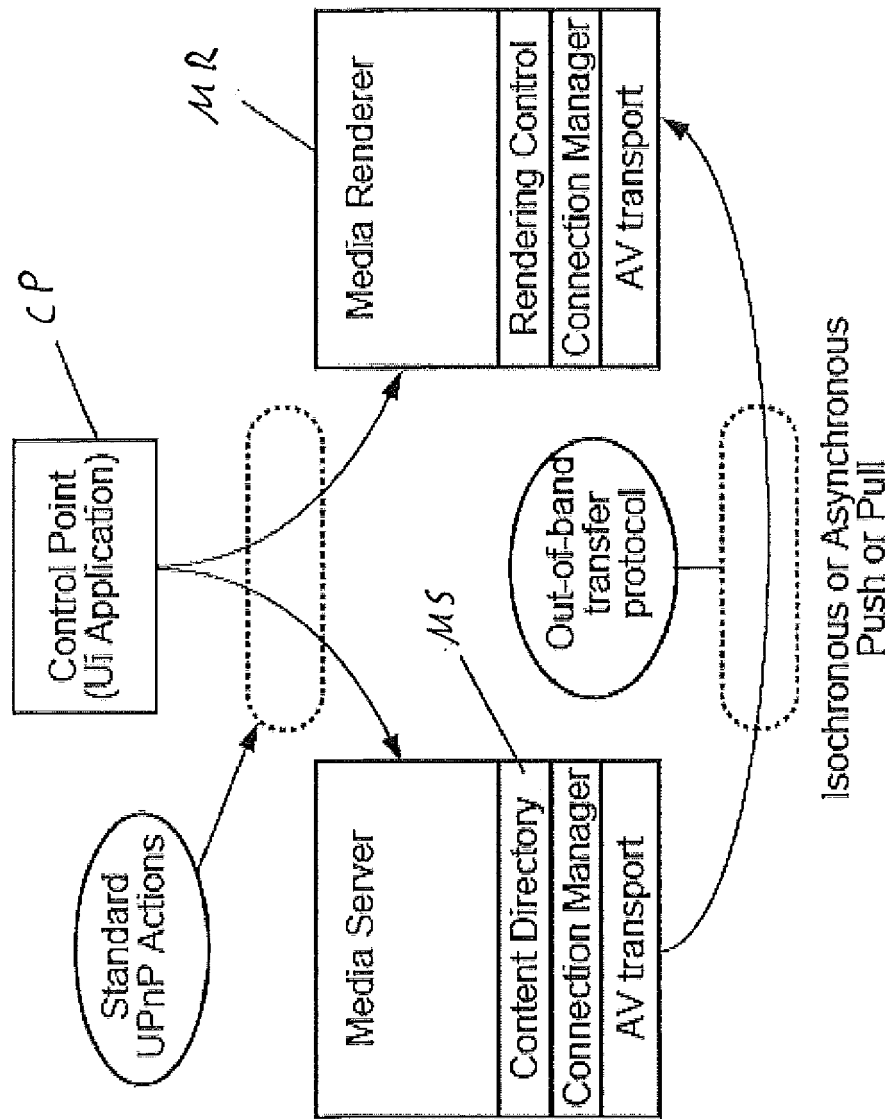 CP
Control Point
(Ui Application)
Standard
UPnP Actions
MR
Media Server
Content Directory
Connection Manager
AV transport
MS
Media Renderer
Rendering Control
Connection Manager
AV transport
Out-of-band
transfer
protocol
Isochronous or Asynchronous
Push or Pull